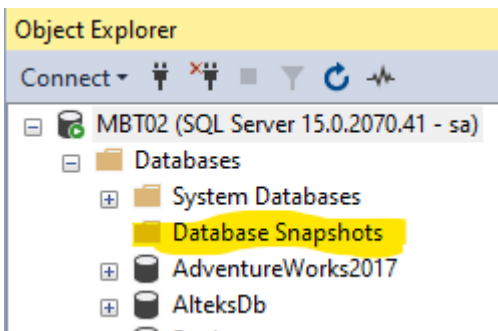 Object Explorer
Connect
MBT02 (SQL Server 15.0.2070.41 - sa)
Databases
System Databases
Database Snapshots
AdventureWorks2017
AlteksDb